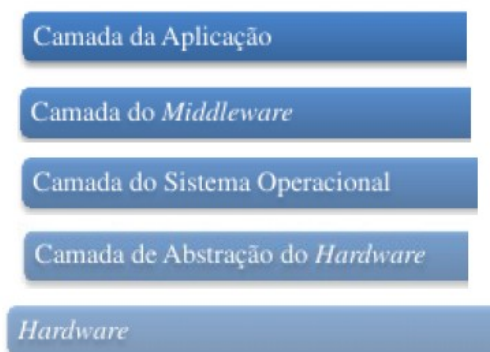 Camada da Aplicação
Camada do Middleware
Camada do Sistema Operacional
Camada de Abstração do Hardware
Hardware